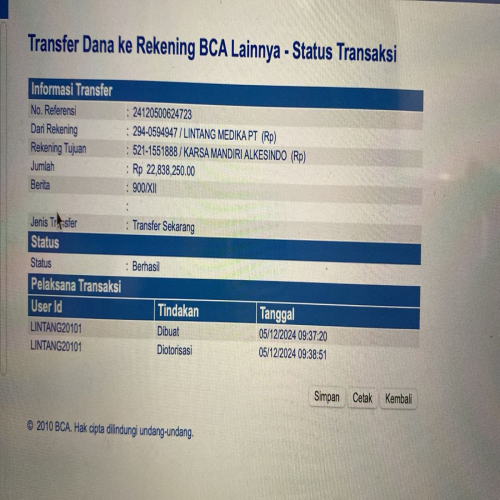 Transfer Dana ke Rekening BCA Lainnya - Status Transaksi
Informasi Transfer
No. Referensi : 24120500624723
Dari Rekening : 294-0594947 / LINTANG MEDIKA PT (Rp)
Rekening Tujuan : 521-1551888 / KARSA MANDIRI ALKESINDO (Rp)
Jumlah : Rp 22,838,250.00
Berita : 900/XII
:
Jenis Transfer : Transfer Sekarang
Status
Status : Berhasil
Pelaksana Transaksi
User Id Tindakan Tanggal
LINTANG20101 Dibuat 05/12/2024 09:37:20
LINTANG20101 Diotorisasi 05/12/2024 09:38:51
Simpan Cetak Kembali
© 2010 BCA. Hak cipta dilindungi undang-undang.